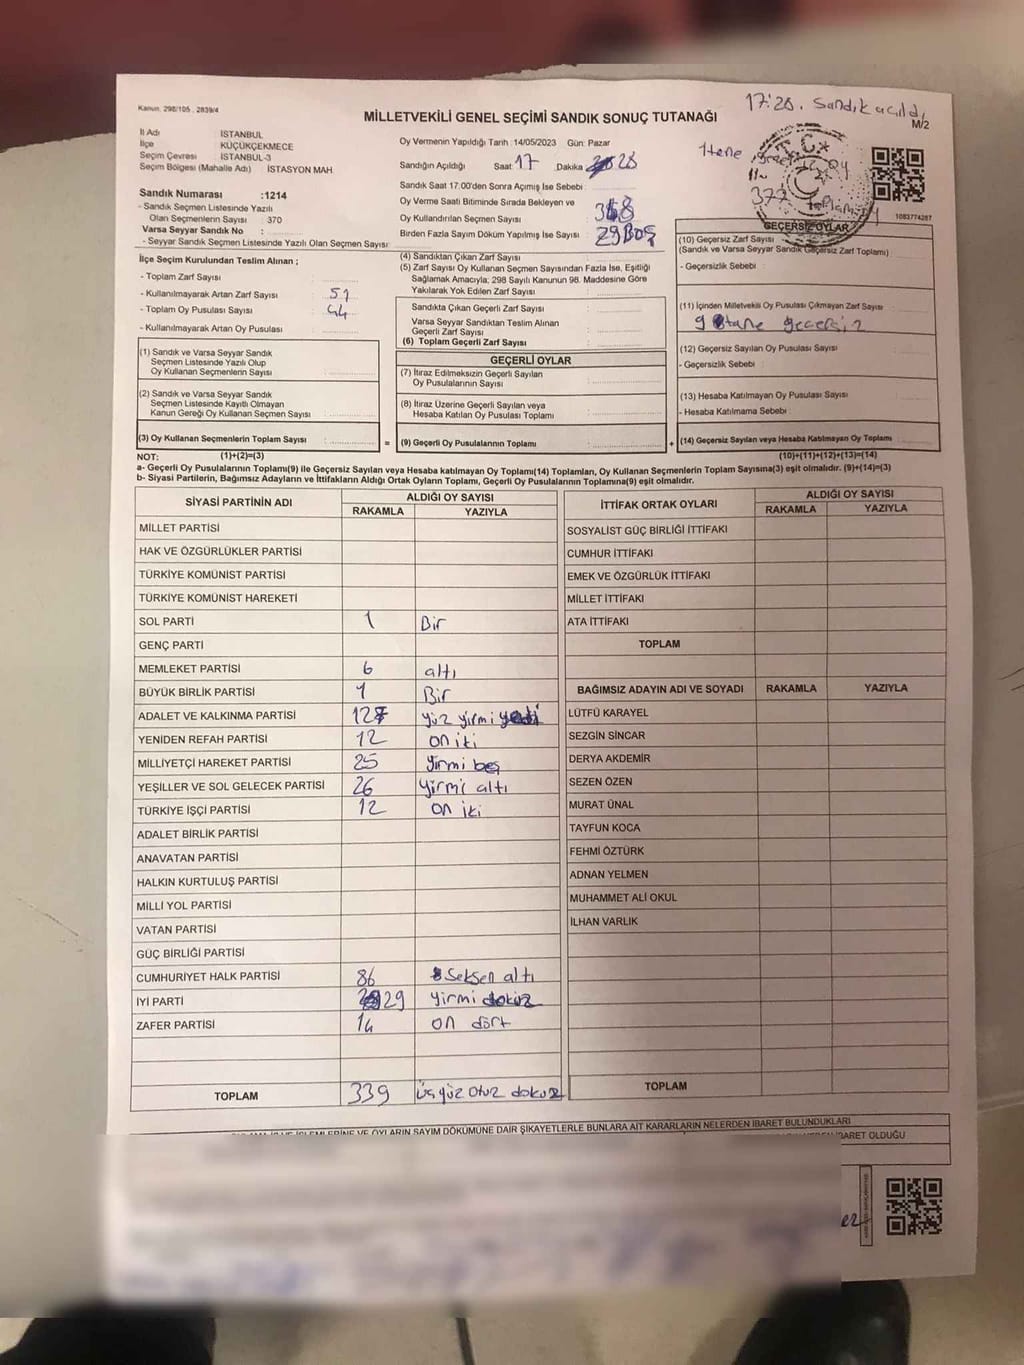 Kanun. 298/105 , 2839/4
17:28. Sandık açıldı,
MİLLETVEKİLİ GENEL SEÇİMİ SANDIK SONUÇ TUTANAĞI
M/2
İl Adı İSTANBUL
İlçe KÜÇÜKÇEKMECE
Seçim Çevresi İSTANBUL-3
Seçim Bölgesi (Mahalle Adı) İSTASYON MAH
Oy Vermenin Yapıldığı Tarih :14/05/2023 Gün: Pazar
Sandığın Açıldığı Saat 17 Dakika 28
1 tane
377 toplam
T.C.
1083774287
Sandık Saat 17:00'den Sonra Açılmış İse Sebebi :
Oy Verme Saati Bitiminde Sırada Bekleyen ve
Oy Kullandırılan Seçmen Sayısı :
Birden Fazla Sayım Döküm Yapılmış İse Sayısı : 29 Boş
Sandık Numarası :1214
- Sandık Seçmen Listesinde Yazılı
Olan Seçmenlerin Sayısı : 370
Varsa Seyyar Sandık No :
- Seyyar Sandık Seçmen Listesinde Yazılı Olan Seçmen Sayısı:
İlçe Seçim Kurulundan Teslim Alınan ;
- Toplam Zarf Sayısı :
- Kullanılmayarak Artan Zarf Sayısı : 51
- Toplam Oy Pusulası Sayısı : 44
- Kullanılmayarak Artan Oy Pusulası :
(1) Sandık ve Varsa Seyyar Sandık
Seçmen Listesinde Yazılı Olup
Oy Kullanan Seçmenlerin Sayısı :
(2) Sandık ve Varsa Seyyar Sandık
Seçmen Listesinde Kayıtlı Olmayan
Kanun Gereği Oy Kullanan Seçmen Sayısı :
(3) Oy Kullanan Seçmenlerin Toplam Sayısı :
(4) Sandıktan Çıkan Zarf Sayısı :
(5) Zarf Sayısı Oy Kullanan Seçmen Sayısından Fazla İse, Eşitliği
Sağlamak Amacıyla; 298 Sayılı Kanunun 98. Maddesine Göre
Yakılarak Yok Edilen Zarf Sayısı :
Sandıkta Çıkan Geçerli Zarf Sayısı :
Varsa Seyyar Sandıktan Teslim Alınan
Geçerli Zarf Sayısı :
(6) Toplam Geçerli Zarf Sayısı :
GEÇERLİ OYLAR
(7) İtiraz Edilmeksizin Geçerli Sayılan
Oy Pusulalarının Sayısı :
(8) İtiraz Üzerine Geçerli Sayılan veya
Hesaba Katılan Oy Pusulası Toplamı :
= (9) Geçerli Oy Pusulalarının Toplamı :
GEÇERSİZ OYLAR
(10) Geçersiz Zarf Sayısı
(Sandık ve Varsa Seyyar Sandık Geçersiz Zarf Toplamı) :
- Geçersizlik Sebebi :
(11) İçinden Milletvekili Oy Pusulası Çıkmayan Zarf Sayısı :
9 tane geçersiz
(12) Geçersiz Sayılan Oy Pusulası Sayısı :
- Geçersizlik Sebebi :
(13) Hesaba Katılmayan Oy Pusulası Sayısı :
- Hesaba Katılmama Sebebi :
+ (14) Geçersiz Sayılan veya Hesaba Katılmayan Oy Toplamı :
NOT: (1)+(2)=(3) (10)+(11)+(12)+(13)=(14)
a- Geçerli Oy Pusulalarının Toplamı(9) ile Geçersiz Sayılan veya Hesaba katılmayan Oy Toplamı(14) Toplamları, Oy Kullanan Seçmenlerin Toplam Sayısına(3) eşit olmalıdır. (9)+(14)=(3)
b- Siyasi Partilerin, Bağımsız Adayların ve İttifakların Aldığı Ortak Oyların Toplamı, Geçerli Oy Pusulalarının Toplamına(9) eşit olmalıdır.
SİYASİ PARTİNİN ADI ALDIĞI OY SAYISI
RAKAMLA YAZIYLA
MİLLET PARTİSİ
HAK VE ÖZGÜRLÜKLER PARTİSİ
TÜRKİYE KOMÜNİST PARTİSİ
TÜRKİYE KOMÜNİST HAREKETİ
SOL PARTİ 1 Bir
GENÇ PARTİ
MEMLEKET PARTİSİ 6 altı
BÜYÜK BİRLİK PARTİSİ 1 Bir
ADALET VE KALKINMA PARTİSİ 127 yüz yirmi yedi
YENİDEN REFAH PARTİSİ 12 on iki
MİLLİYETÇİ HAREKET PARTİSİ 25 yirmi beş
YEŞİLLER VE SOL GELECEK PARTİSİ 26 yirmi altı
TÜRKİYE İŞÇİ PARTİSİ 12 on iki
ADALET BİRLİK PARTİSİ
ANAVATAN PARTİSİ
HALKIN KURTULUŞ PARTİSİ
MİLLİ YOL PARTİSİ
VATAN PARTİSİ
GÜÇ BİRLİĞİ PARTİSİ
CUMHURİYET HALK PARTİSİ 86 seksen altı
İYİ PARTİ 29 yirmi dokuz
ZAFER PARTİSİ 14 on dört
TOPLAM 339 üçyüz otuz dokuz
İTTİFAK ORTAK OYLARI ALDIĞI OY SAYISI
RAKAMLA YAZIYLA
SOSYALİST GÜÇ BİRLİĞİ İTTİFAKI
CUMHUR İTTİFAKI
EMEK VE ÖZGÜRLÜK İTTİFAKI
MİLLET İTTİFAKI
ATA İTTİFAKI
TOPLAM
BAĞIMSIZ ADAYIN ADI VE SOYADI RAKAMLA YAZIYLA
LÜTFÜ KARAYEL
SEZGİN SİNCAR
DERYA AKDEMİR
SEZEN ÖZEN
MURAT ÜNAL
TAYFUN KOCA
FEHMİ ÖZTÜRK
ADNAN YELMEN
MUHAMMET ALİ OKUL
İLHAN VARLIK
TOPLAM
VE OYLARIN SAYIM DÖKÜMÜNE DAİR ŞİKAYETLERLE BUNLARA AİT KARARLARIN NELERDEN İBARET BULUNDUKLARI
İBARET OLDUĞU